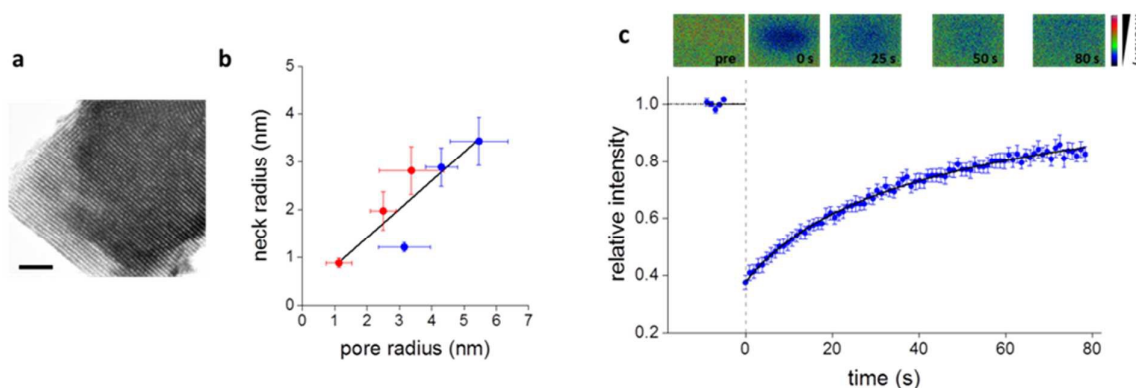 a
b
neck radius (nm)
5
4
3
2
1
0
0 1 2 3 4 5 6 7
pore radius (nm)
c
pre 0 s 25 s 50 s 80 s
relative intensity
1.0
0.8
0.6
0.4
0.2
0 20 40 60 80
time (s)